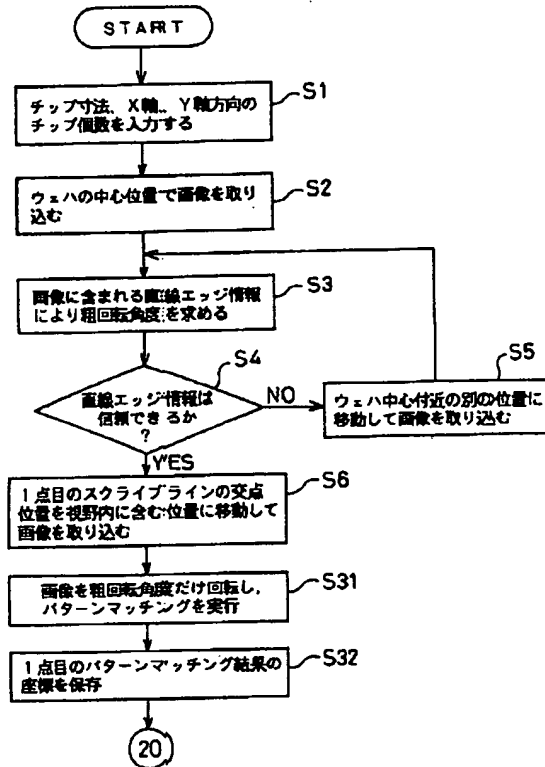 START
チップ寸法、X軸、Y軸方向の
チップ個数を入力する
S1
ウェハの中心位置で画像を取り
込む
S2
画像に含まれる直線エッジ情報
により粗回転角度を求める
S3
S4
直線エッジ情報は
信頼できるか
?
NO
YES
S5
ウェハ中心付近の別の位置に
移動して画像を取り込む
S6
1点目のスクライブラインの交点
位置を視野内に含む位置に移動して
画像を取り込む
画像を粗回転角度だけ回転し、
パターンマッチングを実行
S31
1点目のパターンマッチング結果の
座標を保存
S32
20